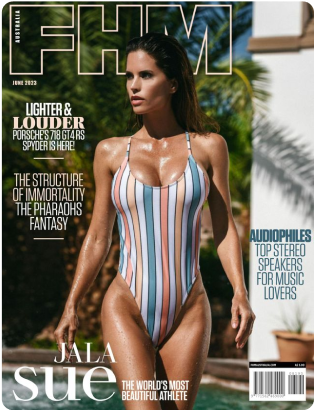 AUSTRALIA
FHM
JUNE 2023
LIGHTER &
LOUDER
PORSCHE'S 718 GT4 RS
SPYDER IS HERE!
THE STRUCTURE
OF IMMORTALITY
THE PHARAOHS
FANTASY
AUDIOPHILES
TOP STEREO
SPEAKERS
FOR MUSIC
LOVERS
JALA
sue
THE WORLD'S MOST
BEAUTIFUL ATHLETE